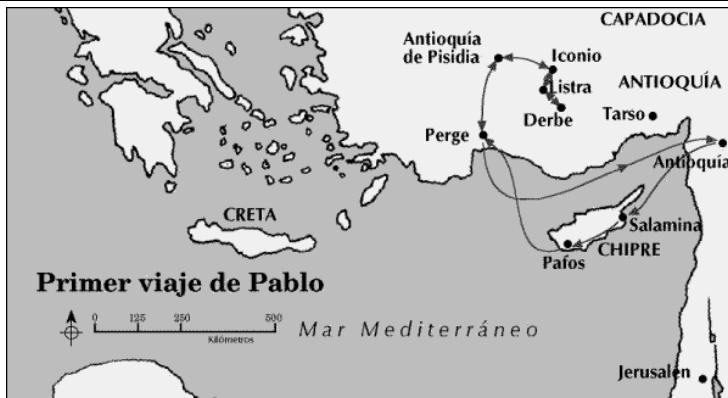 CAPADOCIA
Antioquía
de Pisidia
Iconio
ANTIOQUÍA
Listra
Derbe
Tarso
Perge
Antioquía
CRETA
Salamina
CHIPRE
Pafos
Primer viaje de Pablo
0 125 250 500
Kilómetros
Mar Mediterráneo
Jerusalén